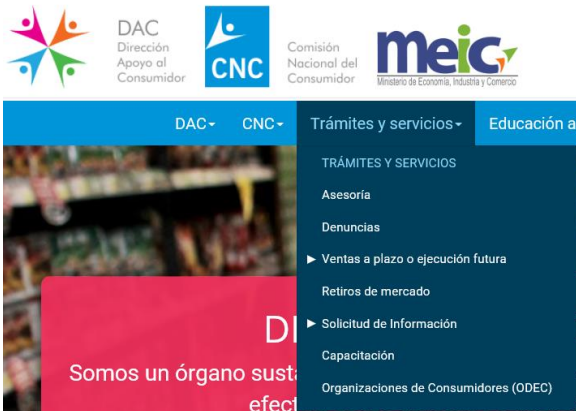 DAC
Dirección
Apoyo al
Consumidor
CNC
Comisión
Nacional del
Consumidor
meic
Ministerio de Economía, Industria y Comercio
DAC CNC Trámites y servicios Educación a
TRÁMITES Y SERVICIOS
Asesoría
Denuncias
Ventas a plazo o ejecución futura
Retiros de mercado
Solicitud de Información
Capacitación
Organizaciones de Consumidores (ODEC)
Somos un órgano